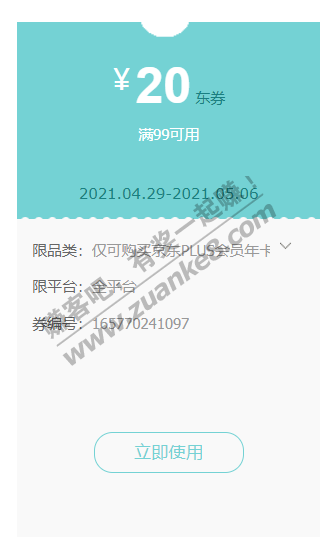 ¥20 东券
满99可用
2021.04.29-2021.05.06
限品类：仅可购买京东PLUS会员年卡
限平台：全平台
券编号：165770241097
赚客吧，有奖一起赚！
www.zuankes.com
立即使用